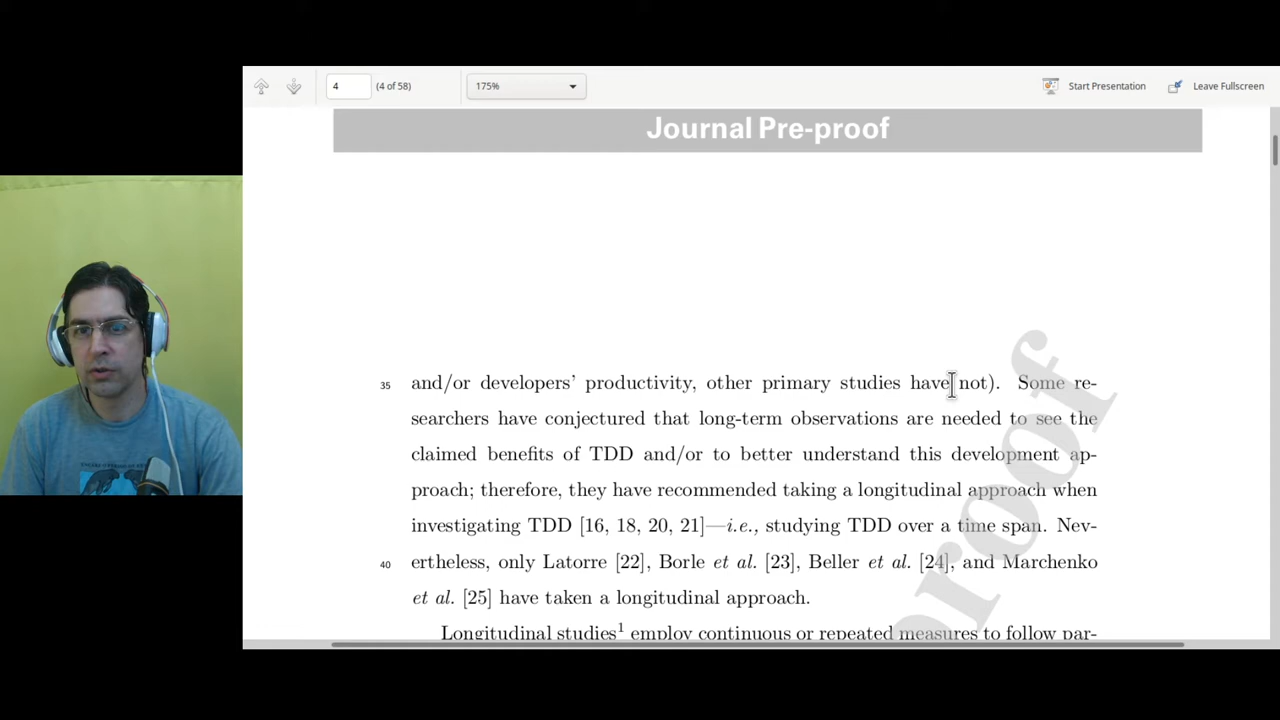 4 (4 of 58) 175% Start Presentation Leave Fullscreen
Journal Pre-proof
35 and/or developers' productivity, other primary studies have not). Some re-
searchers have conjectured that long-term observations are needed to see the
claimed benefits of TDD and/or to better understand this development ap-
proach; therefore, they have recommended taking a longitudinal approach when
investigating TDD [16, 18, 20, 21]—i.e., studying TDD over a time span. Nev-
40 ertheless, only Latorre [22], Borle et al. [23], Beller et al. [24], and Marchenko
et al. [25] have taken a longitudinal approach.
Longitudinal studies¹ employ continuous or repeated measures to follow par-
roof